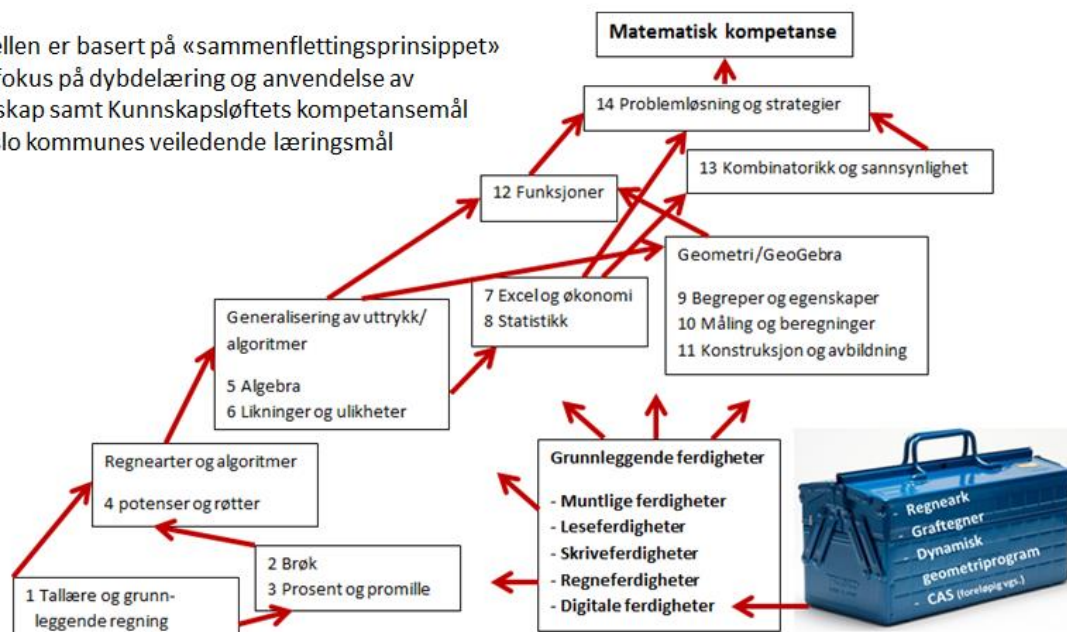 Matematisk kompetanse
ellen er basert på «sammenflettingsprinsippet»
fokus på dybdelæring og anvendelse av
skap samt Kunnskapsløftets kompetansemål
slo kommunes veiledende læringsmål
14 Problemløsning og strategier
13 Kombinatorikk og sannsynlighet
12 Funksjoner
Geometri/GeoGebra
9 Begreper og egenskaper
10 Måling og beregninger
11 Konstruksjon og avbildning
7 Excel og økonomi
8 Statistikk
Generalisering av uttrykk/
algoritmer
5 Algebra
6 Likninger og ulikheter
Regnearter og algoritmer
4 potenser og røtter
2 Brøk
3 Prosent og promille
1 Tallære og grunn-
leggende regning
Grunnleggende ferdigheter
- Muntlige ferdigheter
- Leseferdigheter
- Skriveferdigheter
- Regneferdigheter
- Digitale ferdigheter
- Regneark
- Graftegner
- Dynamisk
geometriprogram
- CAS (foreløpig vgs.)